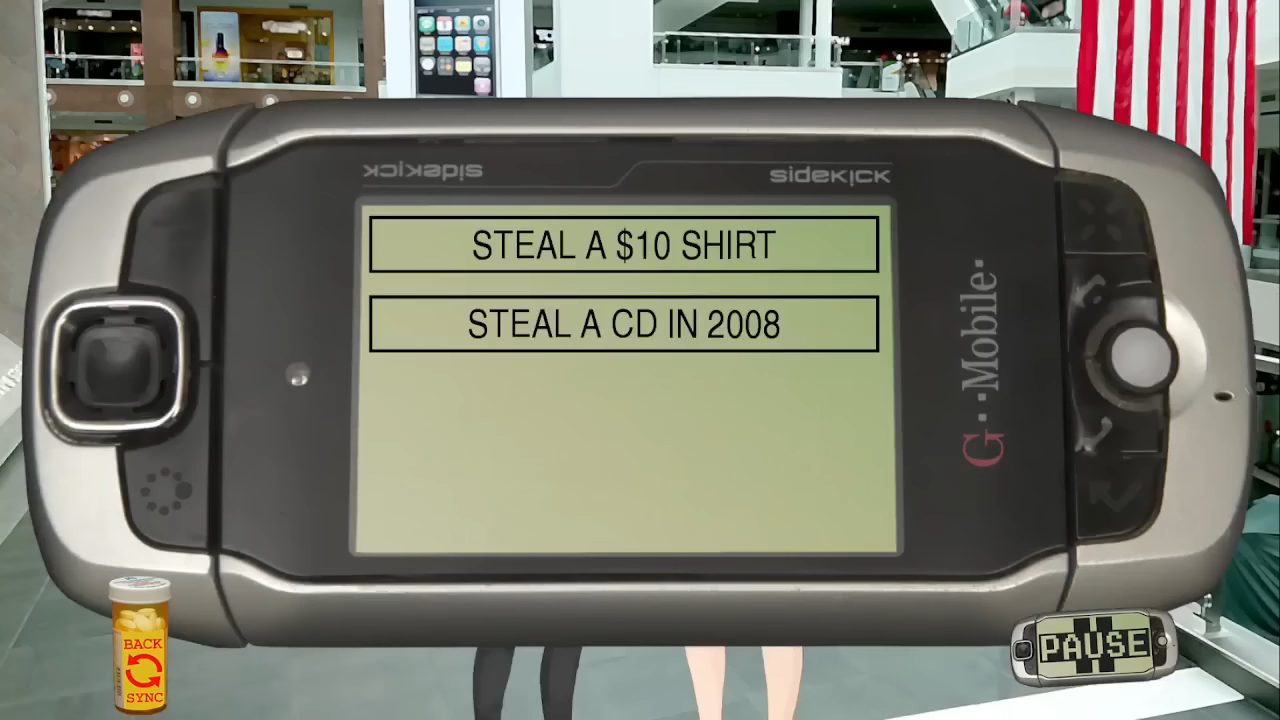 sidekick
sidekick
STEAL A $10 SHIRT
STEAL A CD IN 2008
G··Mobile·
BACK
SYNC
PAUSE